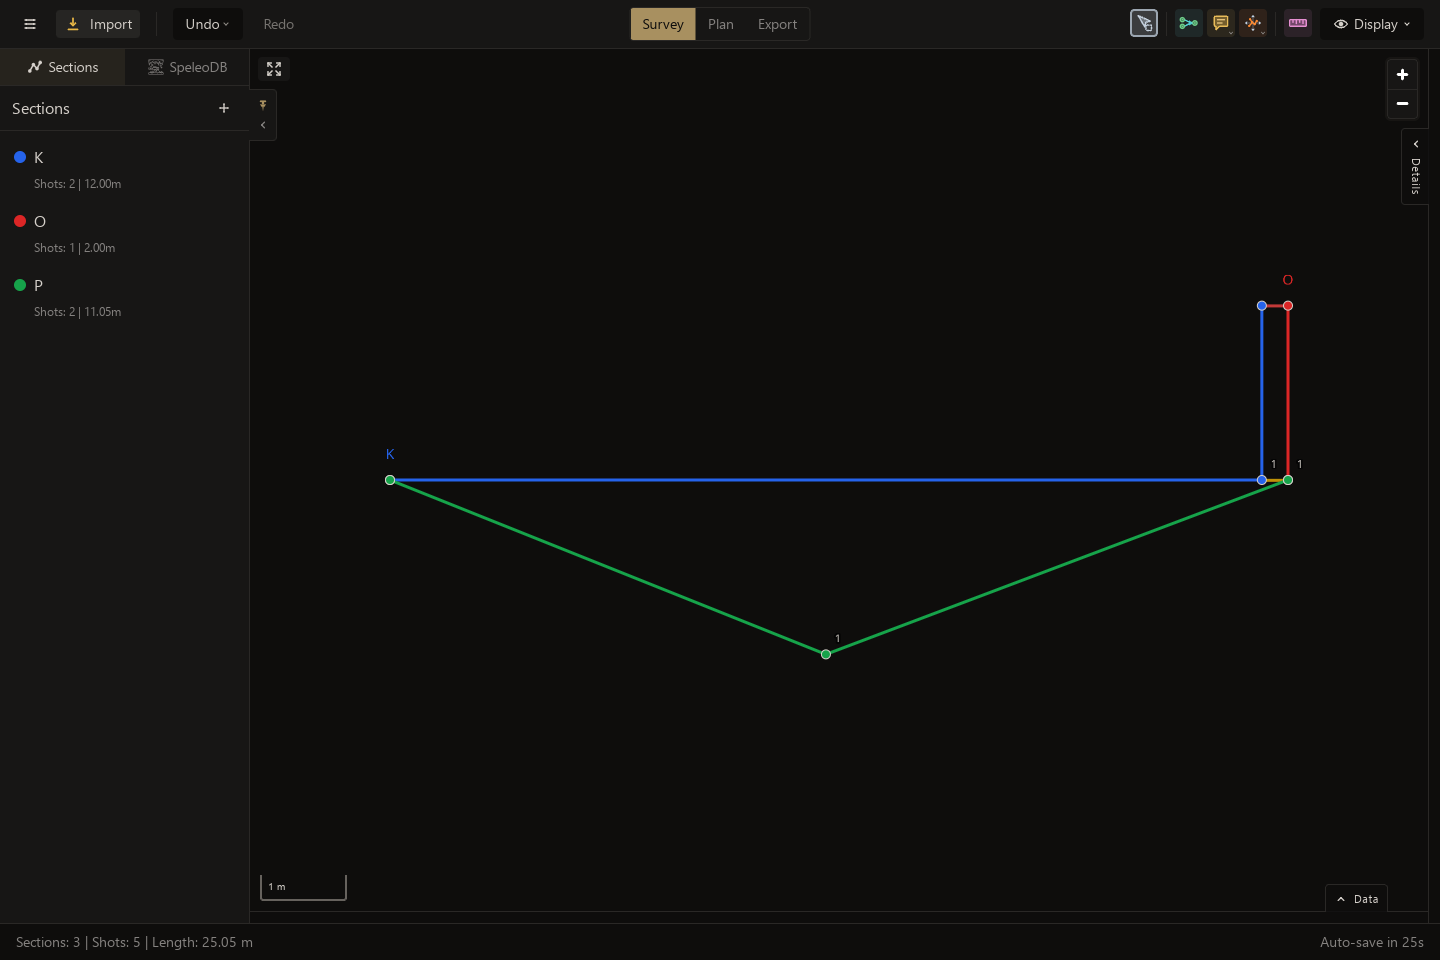 Import
Undo
Redo
Survey
Plan
Export
Display
Sections
SpeleoDB
Sections
K
Shots: 2 | 12.00m
O
Shots: 1 | 2.00m
P
Shots: 2 | 11.05m
Details
O
K
1
1
1
1 m
Data
Sections: 3 | Shots: 5 | Length: 25.05 m
Auto-save in 25s